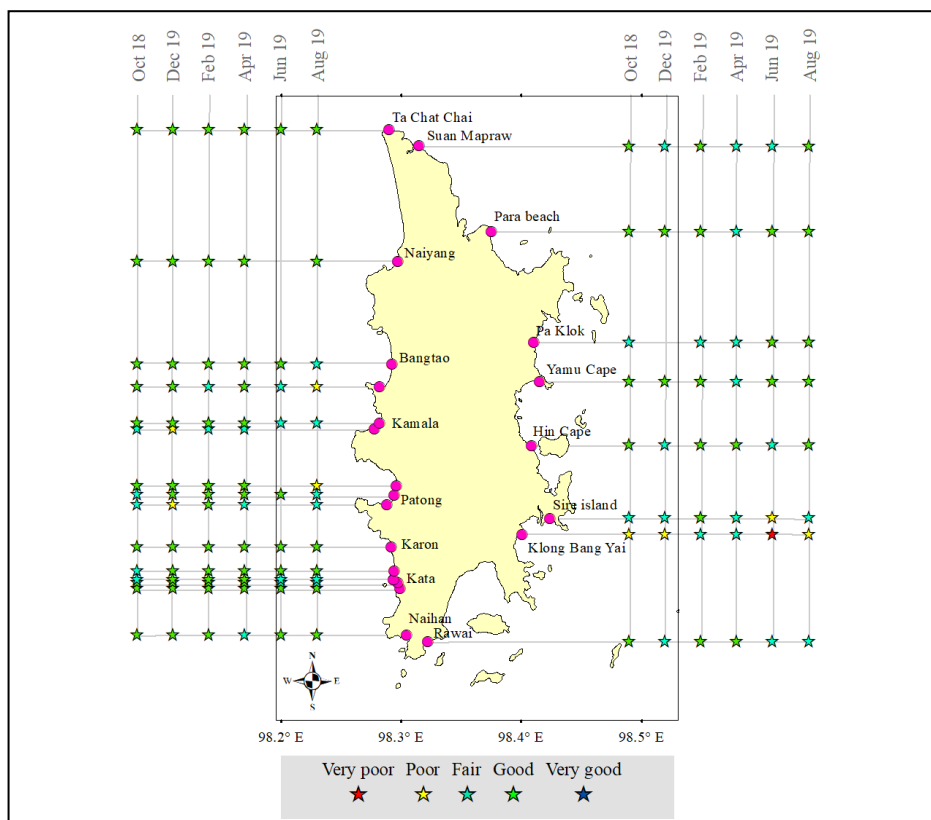 Oct 18 Dec 19 Feb 19 Apr 19 Jun 19 Aug 19
Oct 18 Dec 19 Feb 19 Apr 19 Jun 19 Aug 19
Ta Chat Chai
Suan Mapraw
Para beach
Naiyang
Pa Klok
Bangtao
Yamu Cape
Kamala
Hin Cape
Patong
Sire island
Karon
Klong Bang Yai
Kata
Naihan
Rawai
N
W E
S
98.2° E 98.3° E 98.4° E 98.5° E
Very poor Poor Fair Good Very good